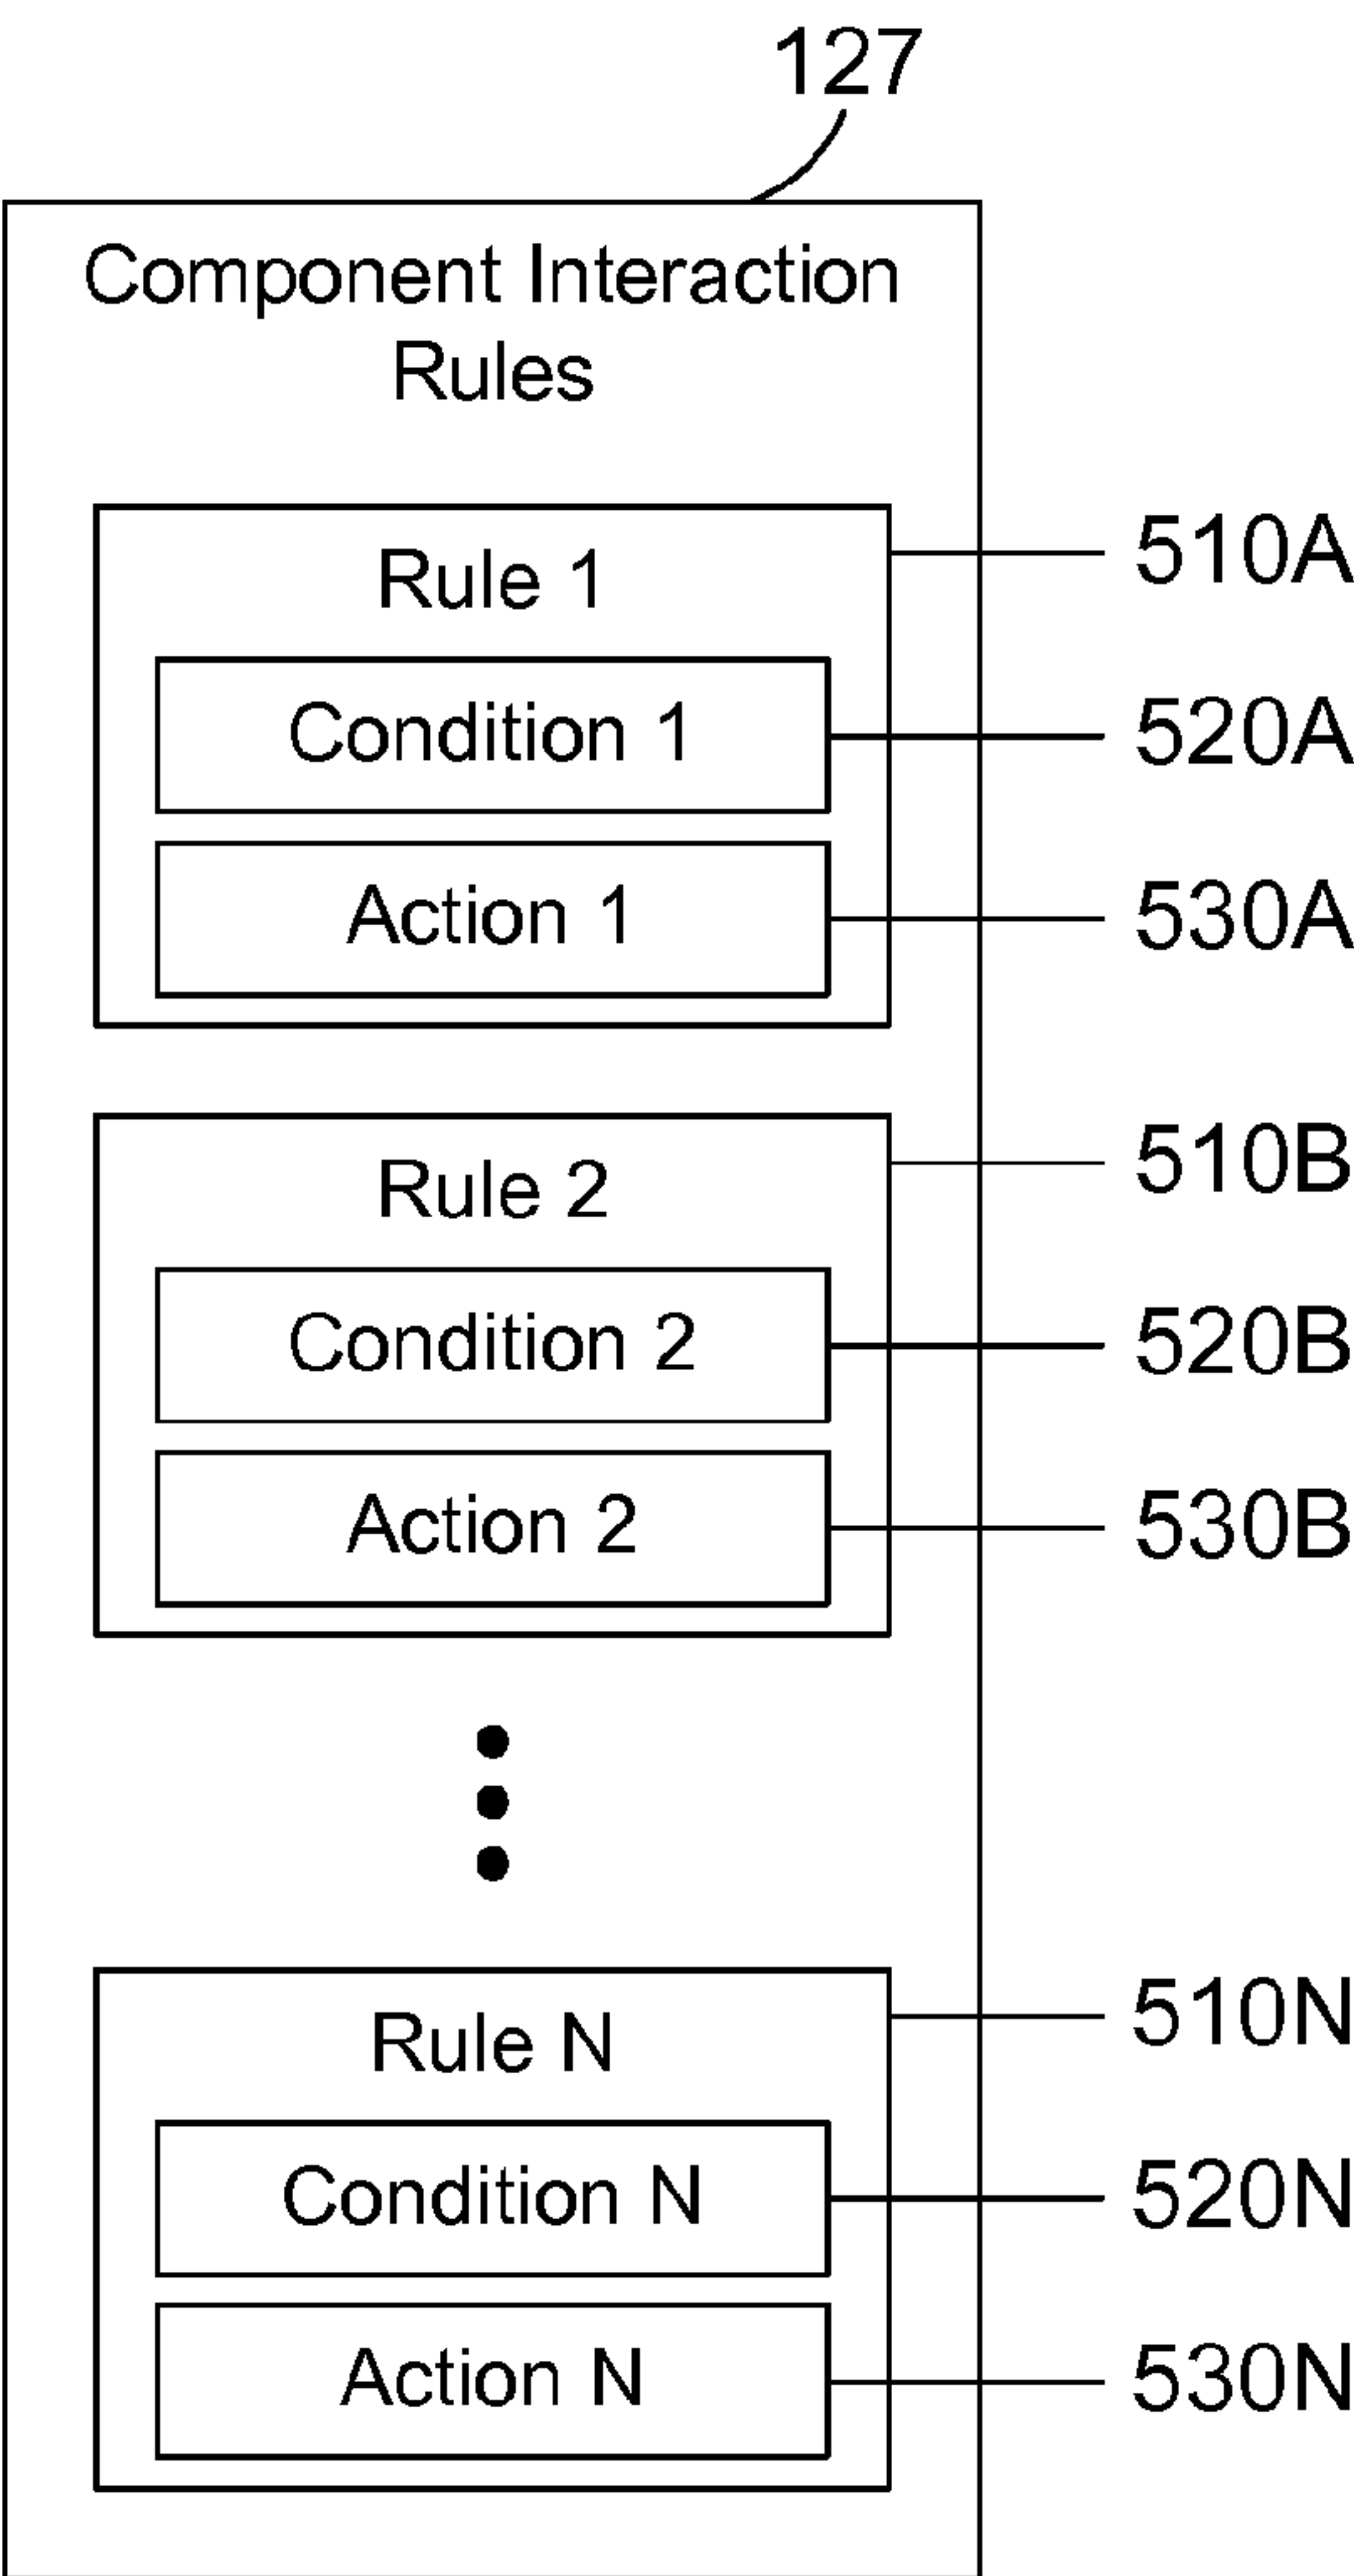 127
Component Interaction
Rules
Rule 1
510A
Condition 1
520A
Action 1
530A
Rule 2
510B
Condition 2
520B
Action 2
530B
Rule N
510N
Condition N
520N
Action N
530N